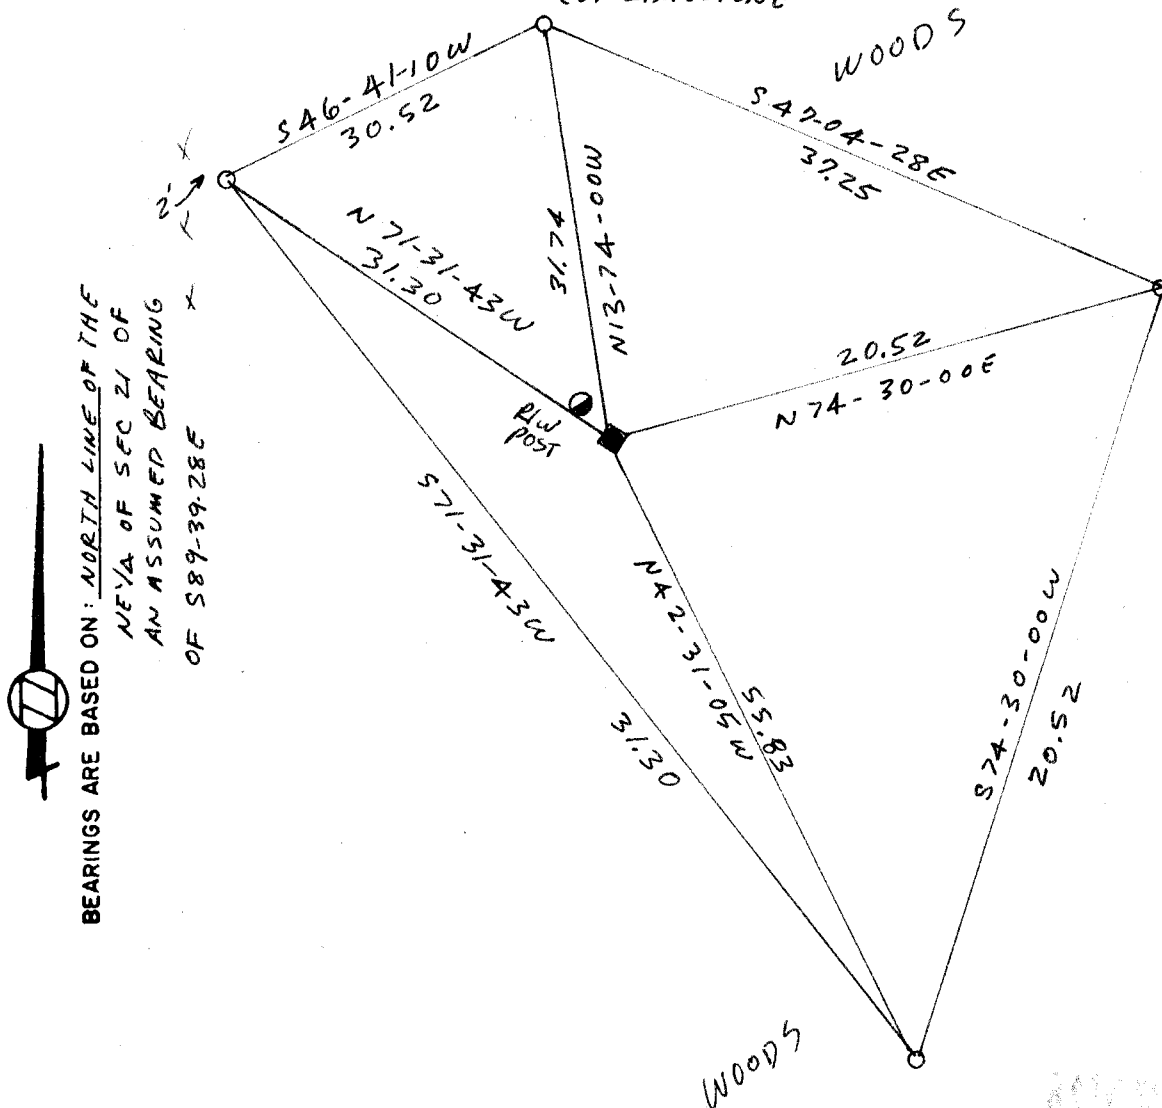 WOODS
S46-41-10W
30.52
S47-04-28E
37.25
2'
N71-31-43W
31.30
31.74
N13-74-00W
20.52
N74-30-00E
R/W
POST
BEARINGS ARE BASED ON: NORTH LINE OF THE
NE 1/4 OF SEC 21 OF
AN ASSUMED BEARING
OF S89-39-28E
S71-31-43W
31.30
N42-31-05W
55.83
S74-30-00W
20.52
WOODS